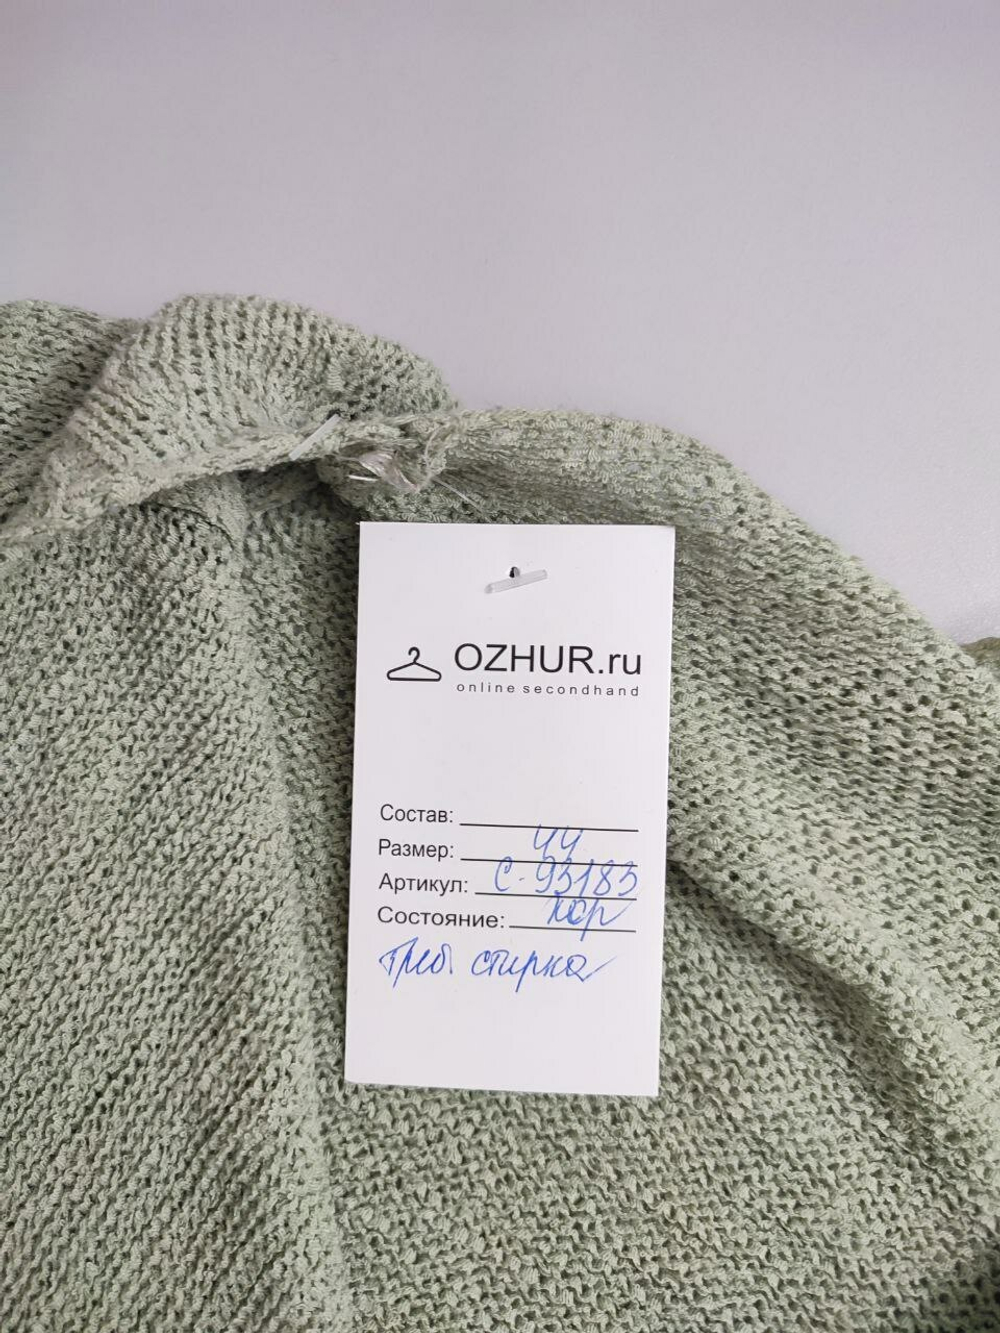 OZHUR.ru
online secondhand
Состав:
Размер: 44
Артикул: С-93183
Состояние: хор
Треб. стирка